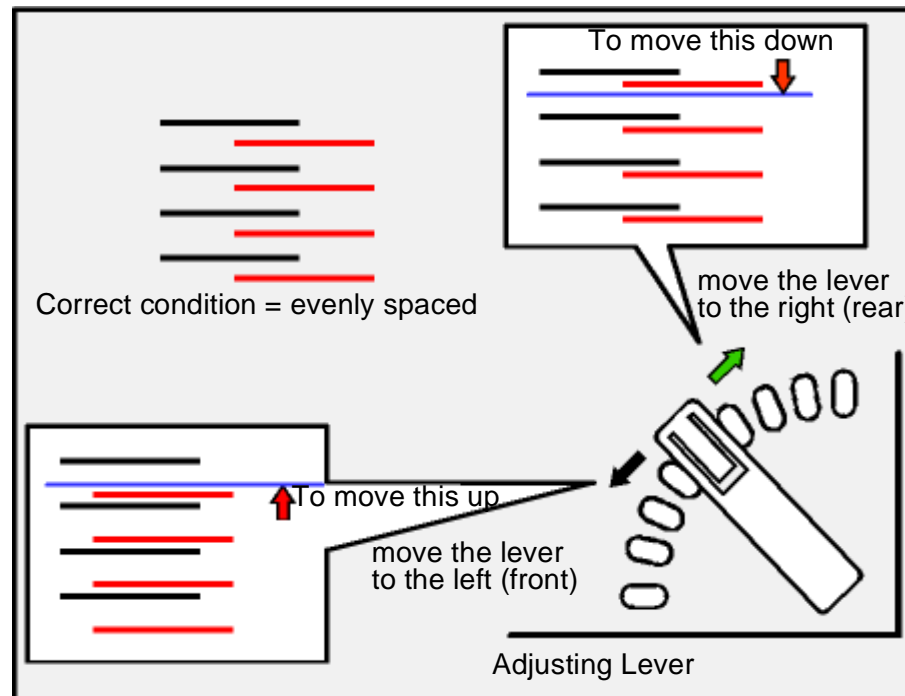 To move this down
Correct condition = evenly spaced
move the lever
to the right (rear
To move this up
move the lever
to the left (front)
Adjusting Lever